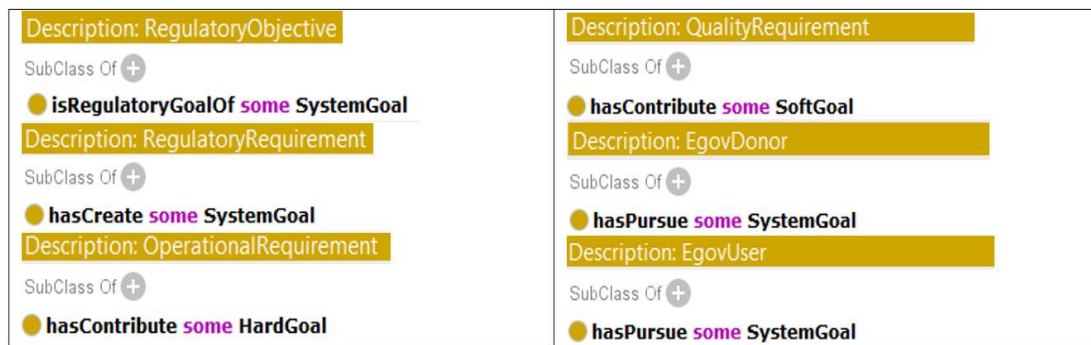 Description: RegulatoryObjective
SubClass Of
isRegulatoryGoalOf some SystemGoal
Description: RegulatoryRequirement
SubClass Of
hasCreate some SystemGoal
Description: OperationalRequirement
SubClass Of
hasContribute some HardGoal
Description: QualityRequirement
SubClass Of
hasContribute some SoftGoal
Description: EgovDonor
SubClass Of
hasPursue some SystemGoal
Description: EgovUser
SubClass Of
hasPursue some SystemGoal